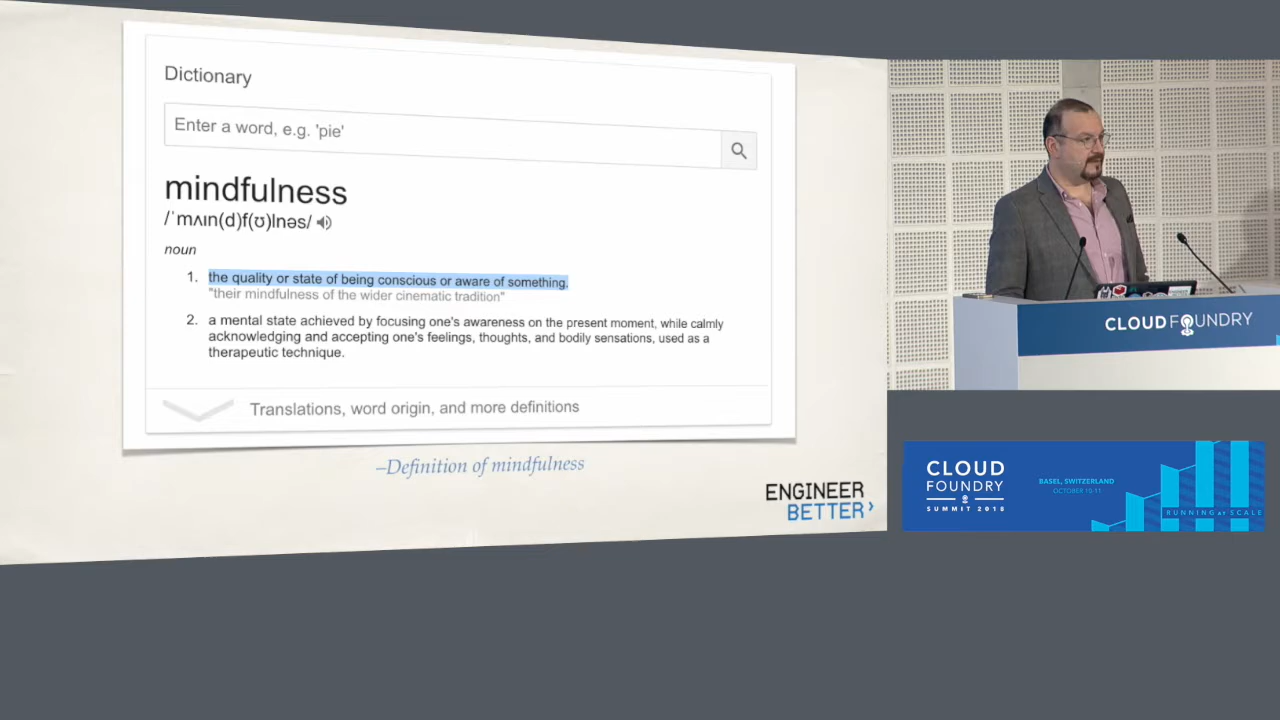 Dictionary
Enter a word, e.g. 'pie'
mindfulness
/ˈmʌɪn(d)f(ʊ)lnəs/
noun
1. the quality or state of being conscious or aware of something.
"their mindfulness of the wider cinematic tradition"
2. a mental state achieved by focusing one's awareness on the present moment, while calmly
acknowledging and accepting one's feelings, thoughts, and bodily sensations, used as a
therapeutic technique.
Translations, word origin, and more definitions
–Definition of mindfulness
ENGINEER
BETTER
CLOUD FOUNDRY
CLOUD
FOUNDRY
SUMMIT 2018
BASEL, SWITZERLAND
OCTOBER 10-11
RUNNING at SCALE